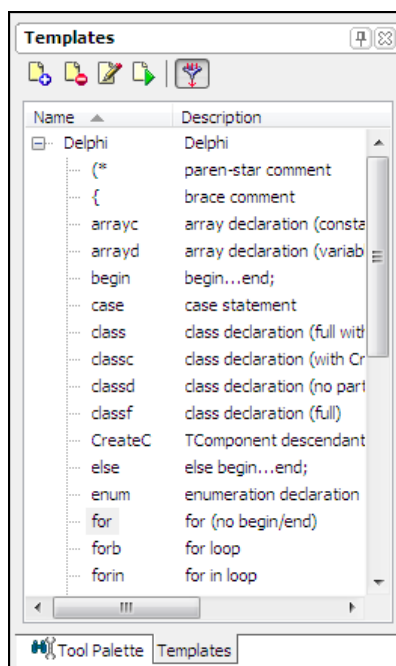 Templates
Name Description
Delphi Delphi
(* paren-star comment
{ brace comment
arrayc array declaration (consta
arrayd array declaration (variab
begin begin...end;
case case statement
class class declaration (full with
classc class declaration (with Cr
classd class declaration (no part
classf class declaration (full)
CreateC TComponent descendant
else else begin...end;
enum enumeration declaration
for for (no begin/end)
forb for loop
forin for in loop
Tool Palette Templates